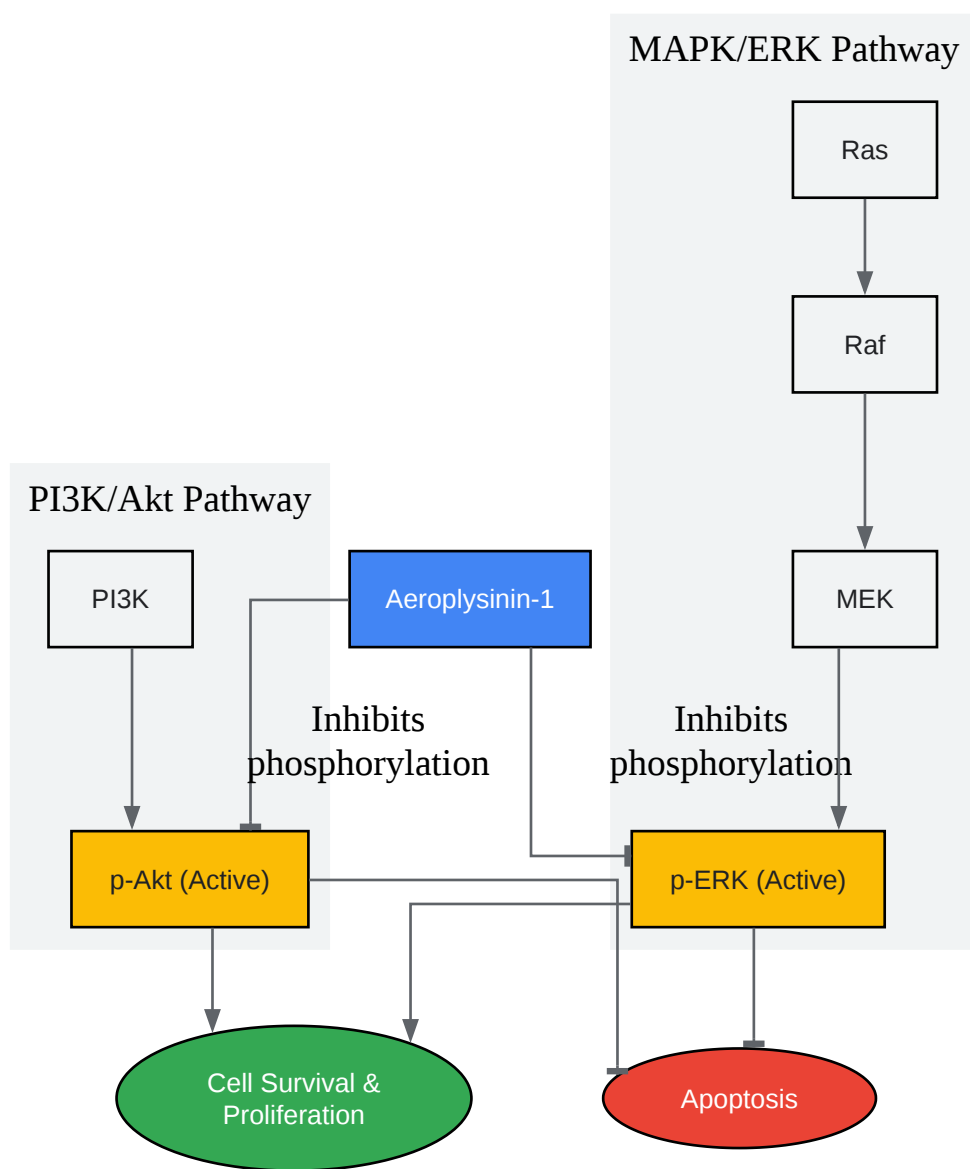 MAPK/ERK Pathway
Ras
Raf
PI3K/Akt Pathway
PI3K
Aeroplysinin-1
MEK
Inhibits
phosphorylation
Inhibits
phosphorylation
p-Akt (Active)
p-ERK (Active)
Cell Survival &
Proliferation
Apoptosis